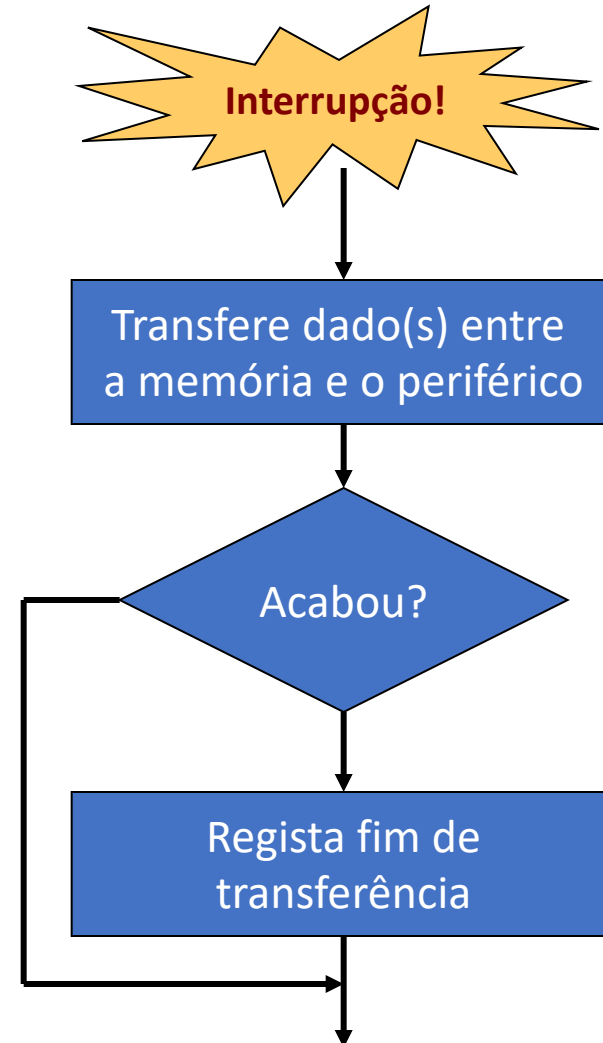 Interrupção!
Transfere dado(s) entre
a memória e o periférico
Acabou?
Regista fim de
transferência